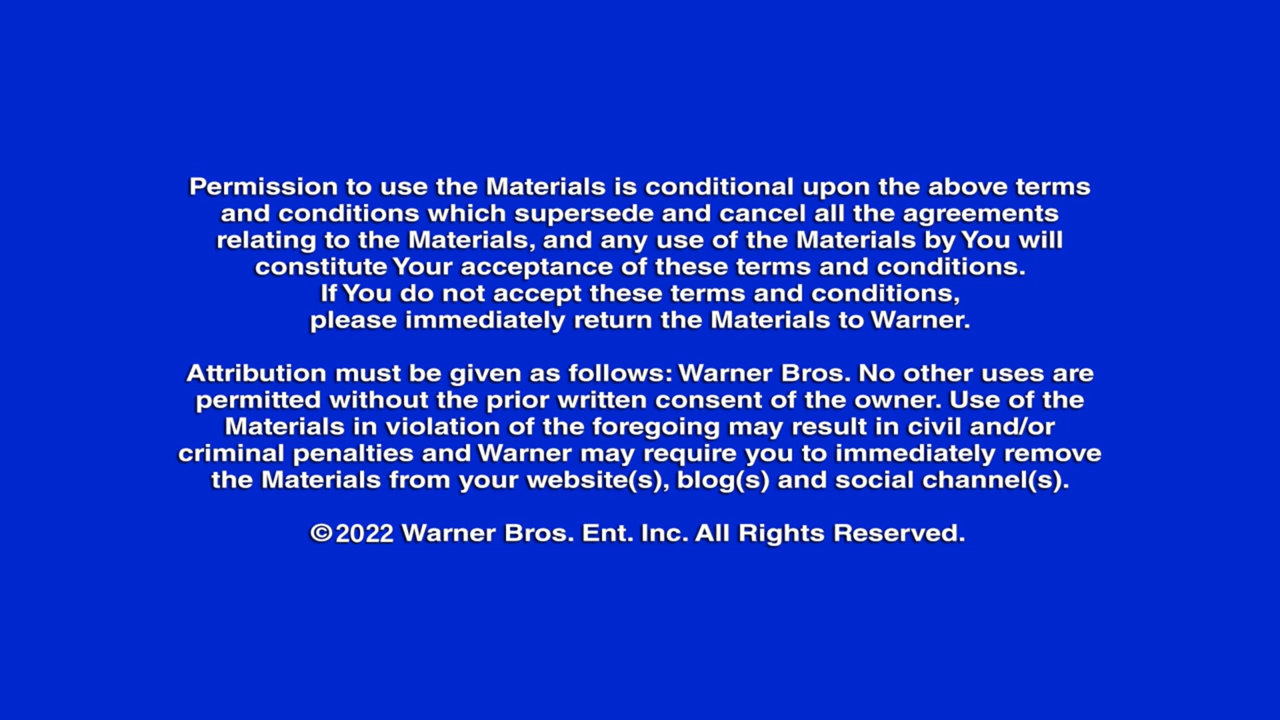 Permission to use the Materials is conditional upon the above terms
and conditions which supersede and cancel all the agreements
relating to the Materials, and any use of the Materials by You will
constitute Your acceptance of these terms and conditions.
If You do not accept these terms and conditions,
please immediately return the Materials to Warner.
Attribution must be given as follows: Warner Bros. No other uses are
permitted without the prior written consent of the owner. Use of the
Materials in violation of the foregoing may result in civil and/or
criminal penalties and Warner may require you to immediately remove
the Materials from your website(s), blog(s) and social channel(s).
©2022 Warner Bros. Ent. Inc. All Rights Reserved.